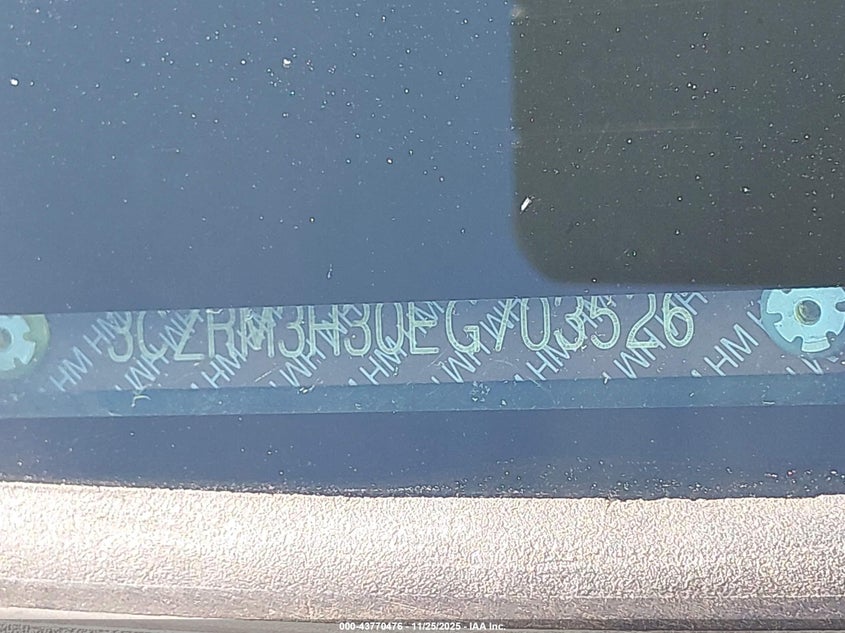 3CZRM3H30EG703526
000-43770476 - 11/25/2025 - IAA Inc.